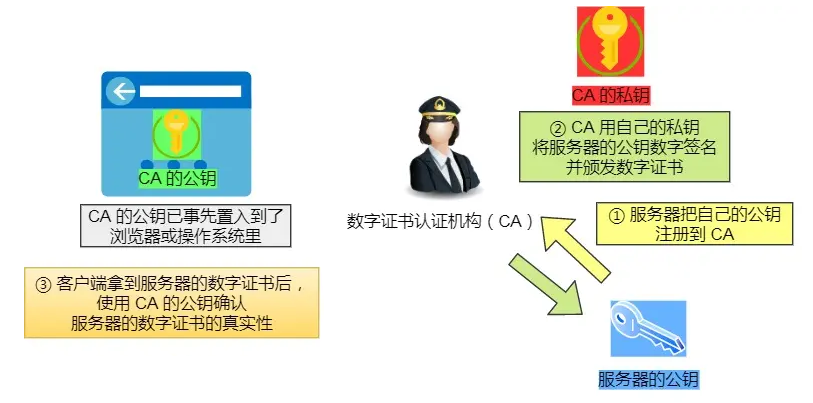 CA 的私钥
② CA 用自己的私钥
将服务器的公钥数字签名
并颁发数字证书
CA 的公钥
CA 的公钥已事先置入到了
浏览器或操作系统里
数字证书认证机构（CA）
① 服务器把自己的公钥
注册到 CA
③ 客户端拿到服务器的数字证书后，
使用 CA 的公钥确认
服务器的数字证书的真实性
服务器的公钥